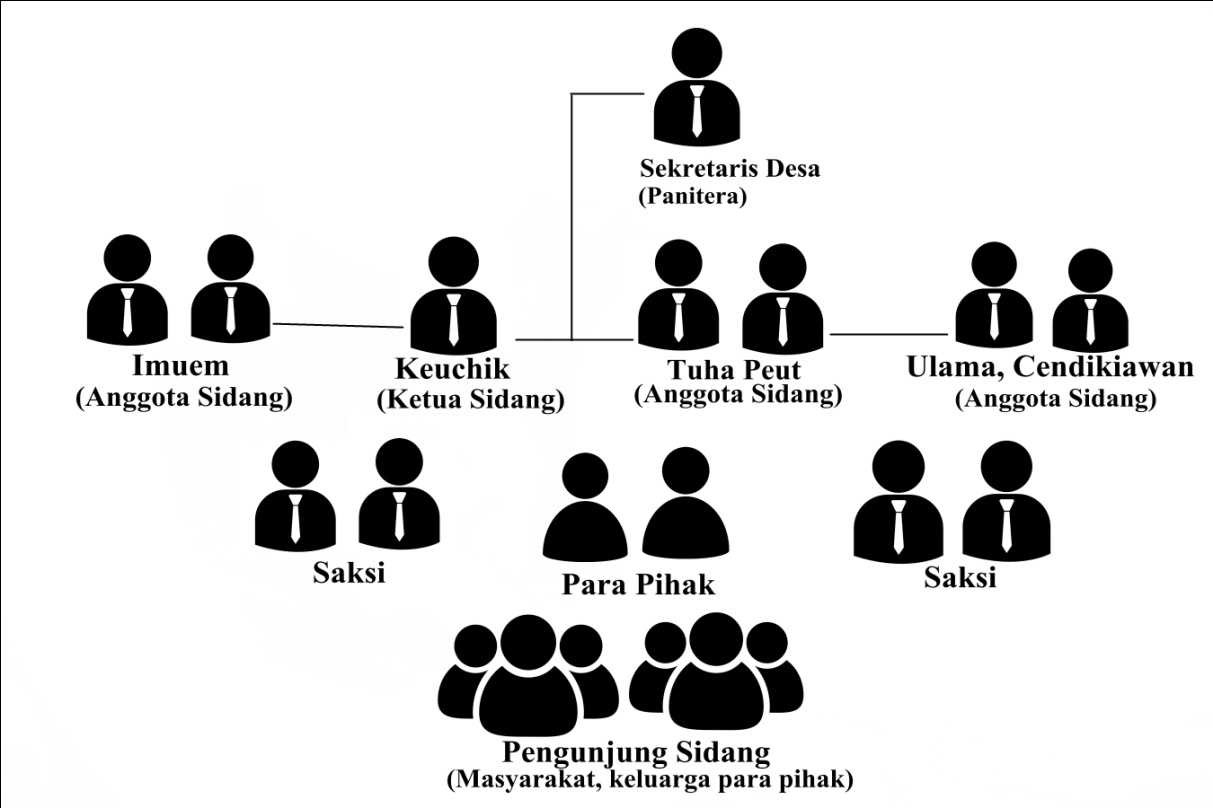 Sekretaris Desa
(Panitera)
Imuem
(Anggota Sidang)
Keuchik
(Ketua Sidang)
Tuha Peut
(Anggota Sidang)
Ulama, Cendikiawan
(Anggota Sidang)
Saksi
Para Pihak
Saksi
Pengunjung Sidang
(Masyarakat, keluarga para pihak)